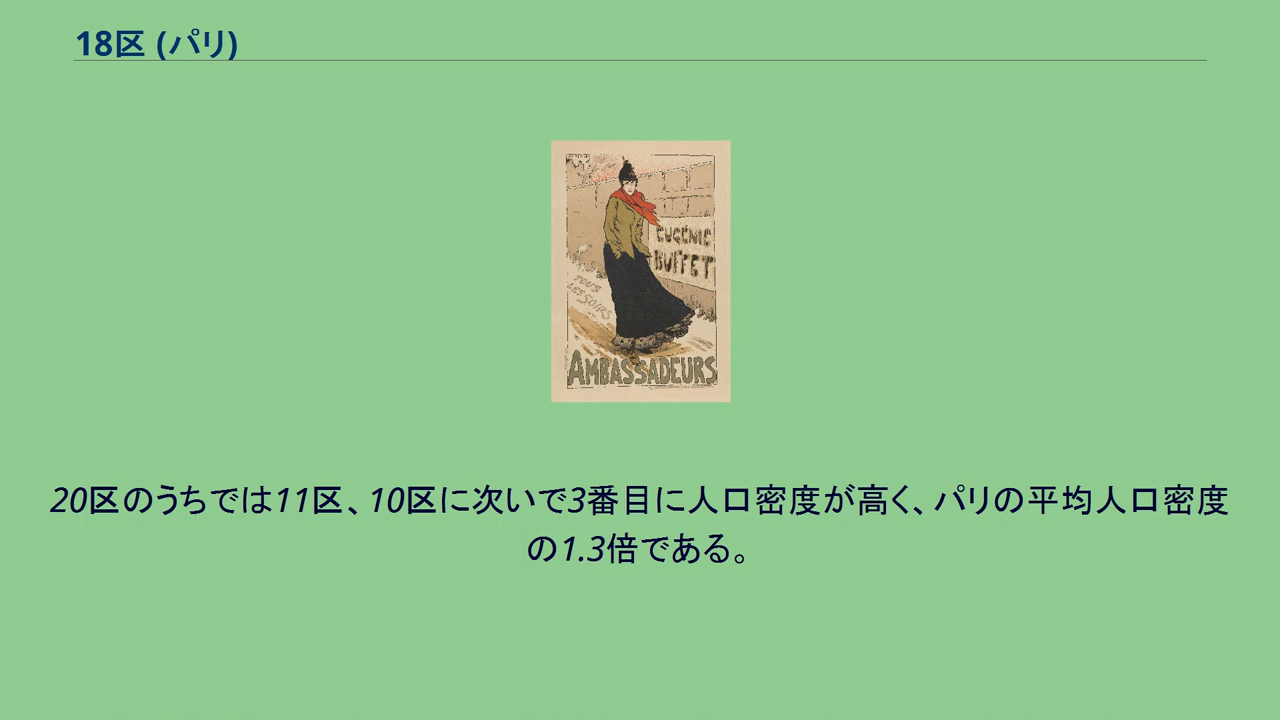 18区 (パリ)
EUGÉNIE
BUFFET
TOUS
LES SOIRS
AMBASSADEURS
20区のうちでは11区、10区に次いで3番目に人口密度が高く、パリの平均人口密度
の1.3倍である。